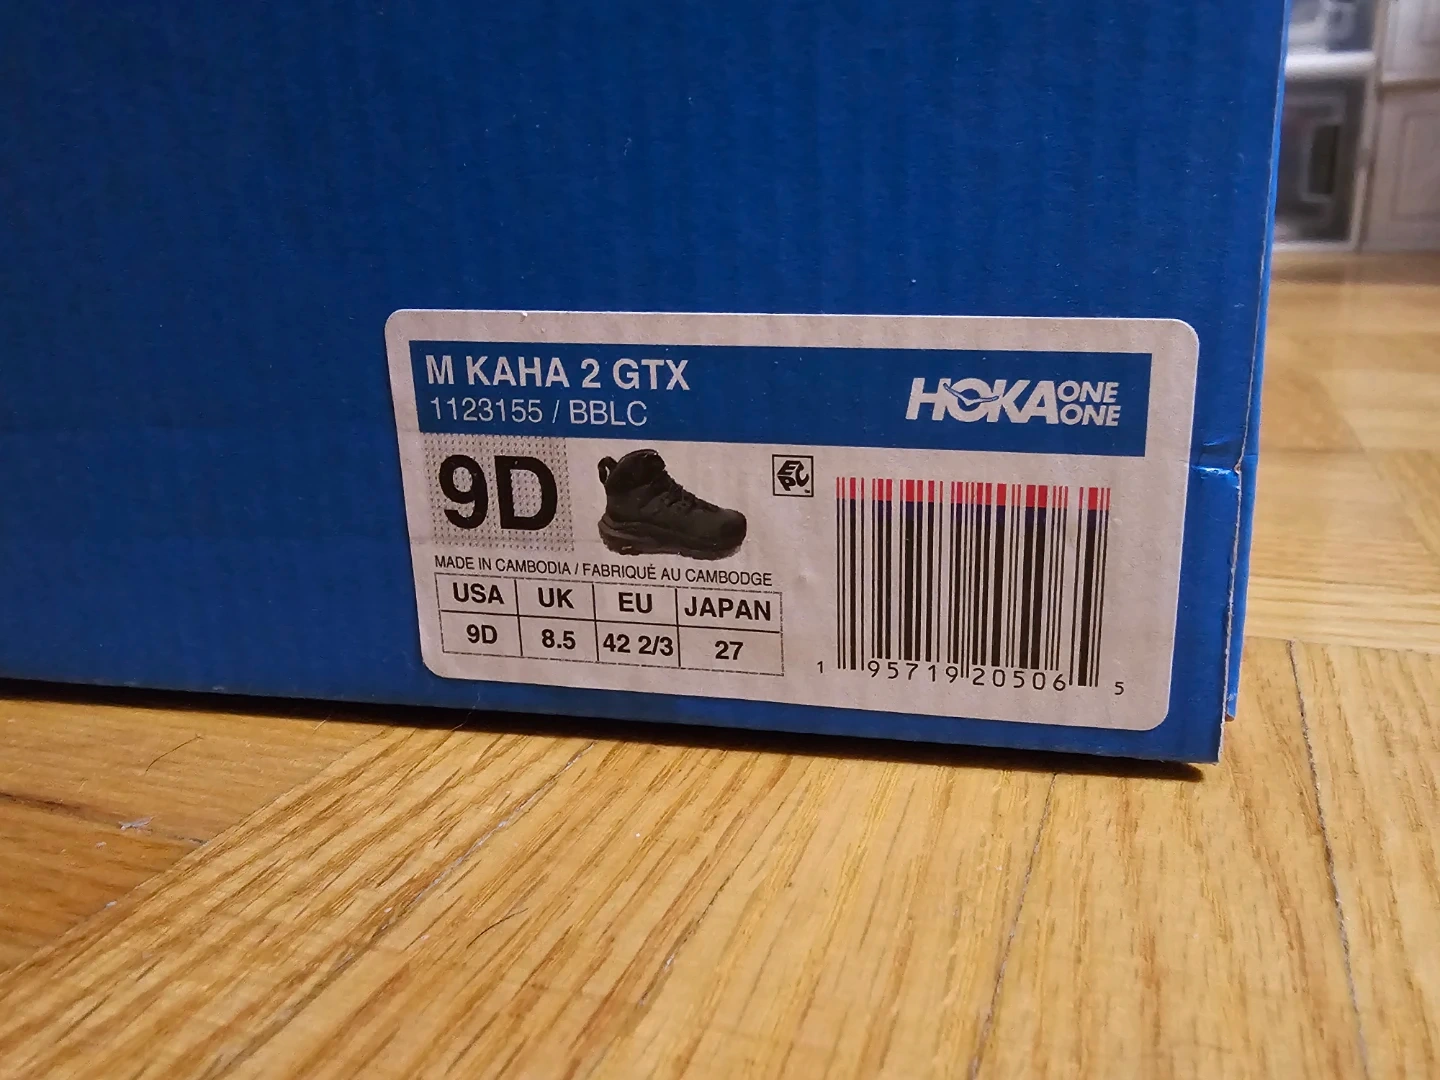 M KAHA 2 GTX
1123155 / BBLC
HOKA ONE ONE
9D
EPC
MADE IN CAMBODIA / FABRIQUÉ AU CAMBODGE
USA UK EU JAPAN
9D 8.5 42 2/3 27
1 95719 20506 5